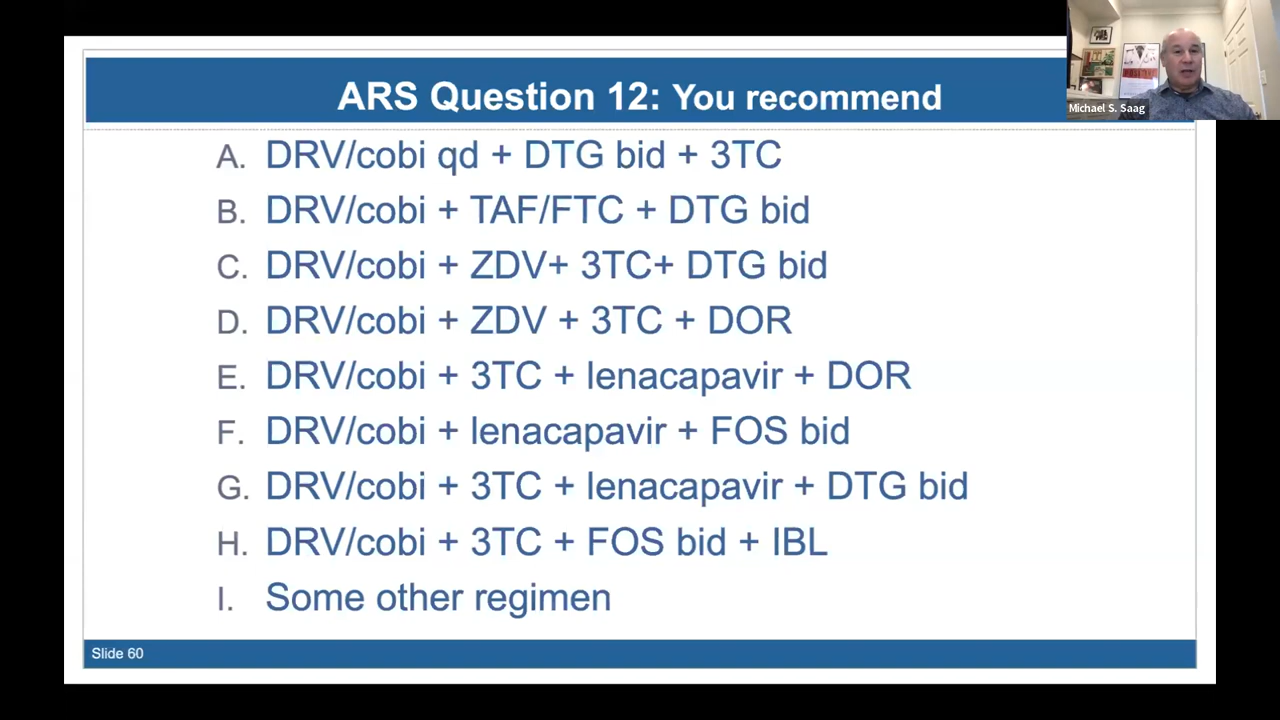 ARS Question 12: You recommend
Michael S. Saag
A. DRV/cobi qd + DTG bid + 3TC
B. DRV/cobi + TAF/FTC + DTG bid
C. DRV/cobi + ZDV+ 3TC+ DTG bid
D. DRV/cobi + ZDV + 3TC + DOR
E. DRV/cobi + 3TC + lenacapavir + DOR
F. DRV/cobi + lenacapavir + FOS bid
G. DRV/cobi + 3TC + lenacapavir + DTG bid
H. DRV/cobi + 3TC + FOS bid + IBL
I. Some other regimen
Slide 60